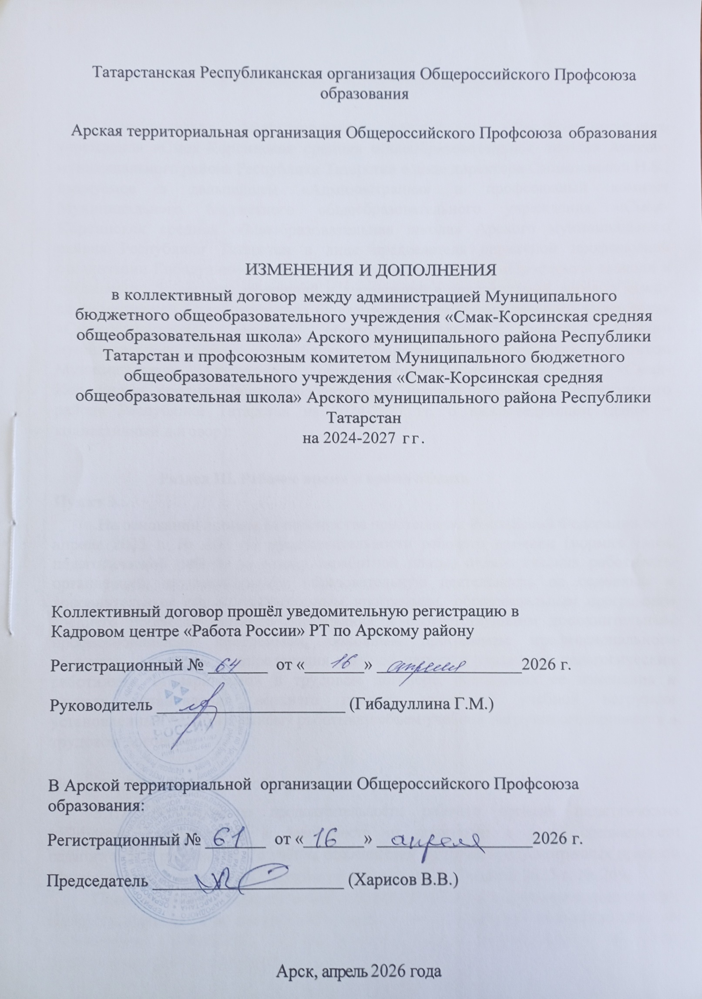 Татарстанская Республиканская организация Общероссийского Профсоюза
образования
Арская территориальная организация Общероссийского Профсоюза образования
ИЗМЕНЕНИЯ И ДОПОЛНЕНИЯ
в коллективный договор между администрацией Муниципального
бюджетного общеобразовательного учреждения «Смак-Корсинская средняя
общеобразовательная школа» Арского муниципального района Республики
Татарстан и профсоюзным комитетом Муниципального бюджетного
общеобразовательного учреждения «Смак-Корсинская средняя
общеобразовательная школа» Арского муниципального района Республики
Татарстан
на 2024-2027 гг.
Коллективный договор прошёл уведомительную регистрацию в
Кадровом центре «Работа России» РТ по Арскому району
Регистрационный № 64 от «16» апреля 2026 г.
Руководитель (Гибадуллина Г.М.)
РОССИИ
В Арской территориальной организации Общероссийского Профсоюза
образования:
Регистрационный № 61 от «16» апреля 2026 г.
Председатель (Харисов В.В.)
Арск, апрель 2026 года